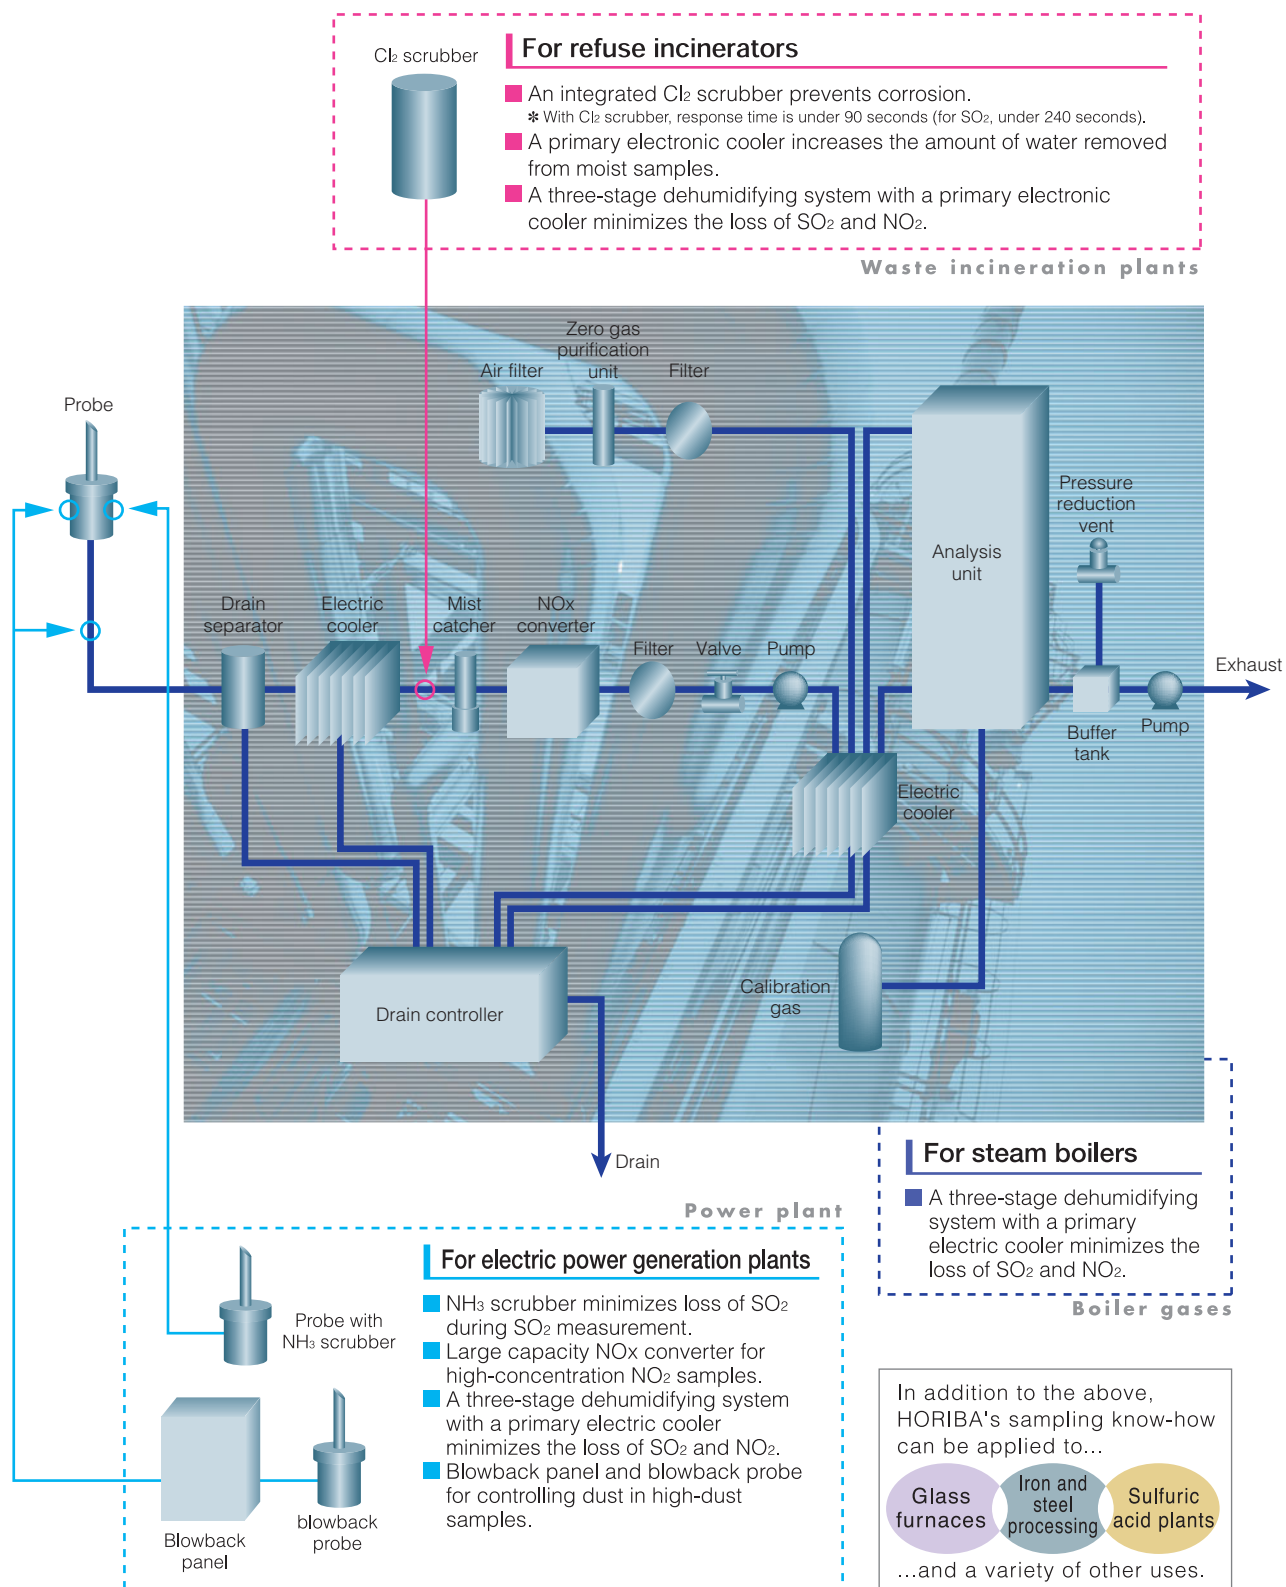 Cl2 scrubber
For refuse incinerators
An integrated Cl2 scrubber prevents corrosion.
✽ With Cl2 scrubber, response time is under 90 seconds (for SO2, under 240 seconds).
A primary electronic cooler increases the amount of water removed
from moist samples.
A three-stage dehumidifying system with a primary electronic
cooler minimizes the loss of SO2 and NO2.
Waste incineration plants
Zero gas
purification
unit
Air filter
Filter
Probe
Pressure
reduction
vent
Analysis
unit
Drain
separator
Electric
cooler
Mist
catcher
NOx
converter
Filter
Valve
Pump
Exhaust
Buffer
tank
Pump
Electric
cooler
Calibration
gas
Drain controller
Drain
For steam boilers
A three-stage dehumidifying
system with a primary
electric cooler minimizes the
loss of SO2 and NO2.
Boiler gases
Power plant
For electric power generation plants
NH3 scrubber minimizes loss of SO2
during SO2 measurement.
Large capacity NOx converter for
high-concentration NO2 samples.
A three-stage dehumidifying system
with a primary electric cooler
minimizes the loss of SO2 and NO2.
Blowback panel and blowback probe
for controlling dust in high-dust
samples.
Probe with
NH3 scrubber
Blowback
panel
blowback
probe
In addition to the above,
HORIBA's sampling know-how
can be applied to...
Glass
furnaces
Iron and
steel
processing
Sulfuric
acid plants
...and a variety of other uses.